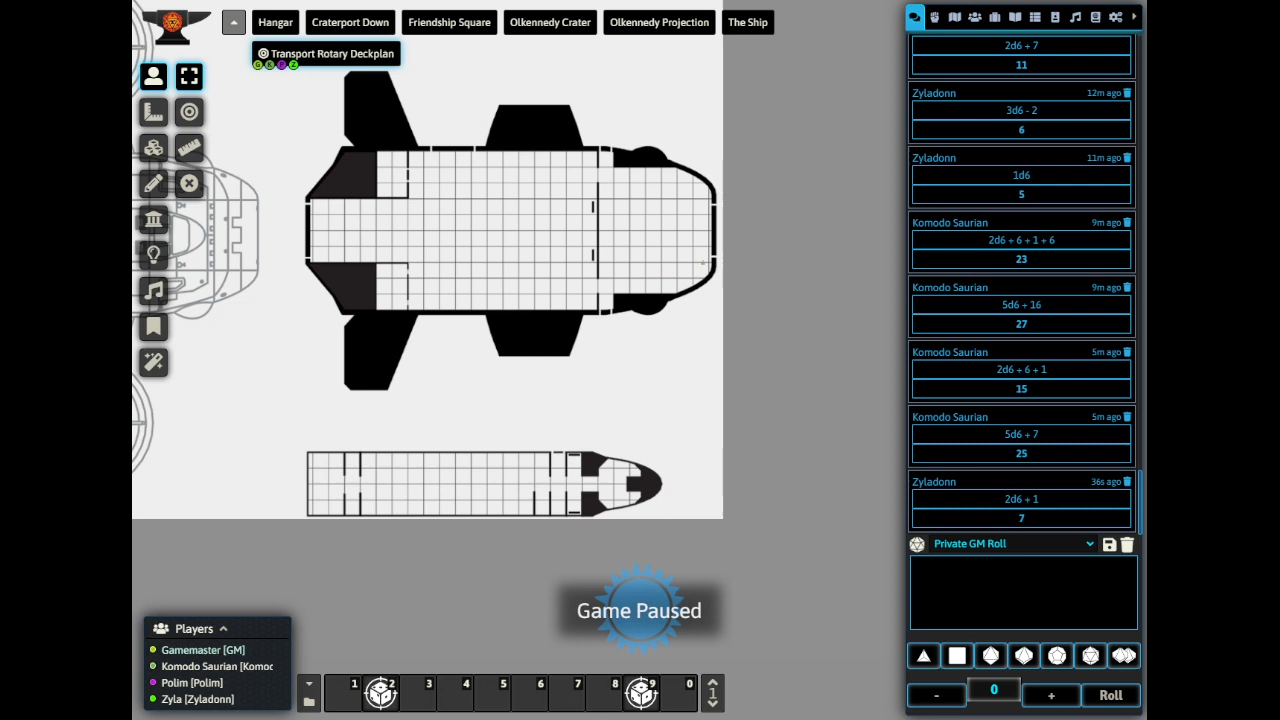 Hangar
Craterport Down
Friendship Square
Olkennedy Crater
Olkennedy Projection
The Ship
Transport Rotary Deckplan
G K P Z
2d6 + 7
11
Zyladonn 12m ago
3d6 - 2
6
Zyladonn 11m ago
1d6
5
Komodo Saurian 9m ago
2d6 + 6 + 1 + 6
23
Komodo Saurian 9m ago
5d6 + 16
27
Komodo Saurian 5m ago
2d6 + 6 + 1
15
Komodo Saurian 5m ago
5d6 + 7
25
Zyladonn 36s ago
2d6 + 1
7
Private GM Roll
- 0 + Roll
Game Paused
Players
Gamemaster [GM]
Komodo Saurian [Komoc
Polim [Polim]
Zyla [Zyladonn]
1 2 3 4 5 6 7 8 9 0
1